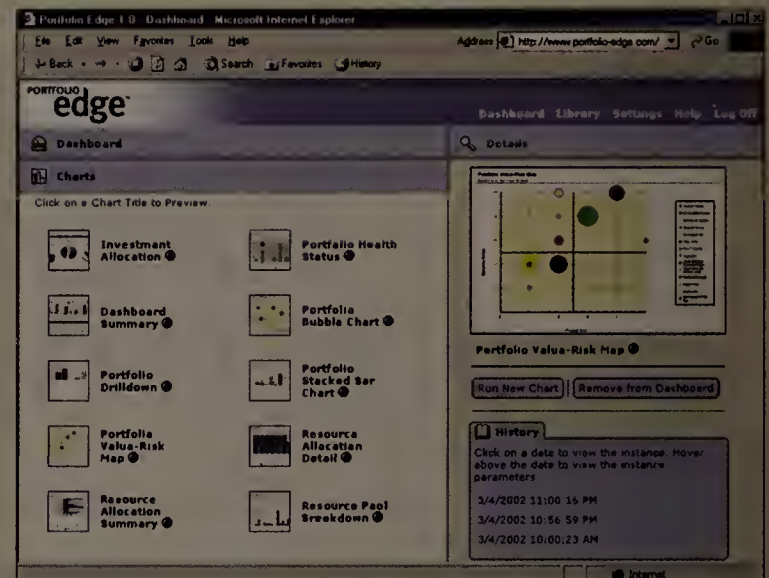 Portfolio Edge 1.0 - Dashboard - Microsoft Internet Explorer
File Edit View Favorites Tools Help
Address http://www.portfolio-edge.com/ Go
Back Search Favorites History
PORTFOLIO
edge™
Dashboard Library Settings Help Log Off
Dashboard
Charts
Click on a Chart Title to Preview.
Investment
Allocation
Portfolio Health
Status
Dashboard
Summary
Portfolio
Bubble Chart
Portfolio
Drilldown
Portfolio
Stacked Bar
Chart
Portfolio
Value-Risk
Map
Resource
Allocation
Detail
Resource
Allocation
Summary
Resource Pool
Breakdown
Details
Portfolio Value-Risk Map
Run New Chart Remove from Dashboard
History
Click on a date to view the instance. Hover
above the date to view the instance
parameters
3/4/2002 11:00 16 PM
3/4/2002 10:56 59 PM
3/4/2002 10:00:23 AM
Internet